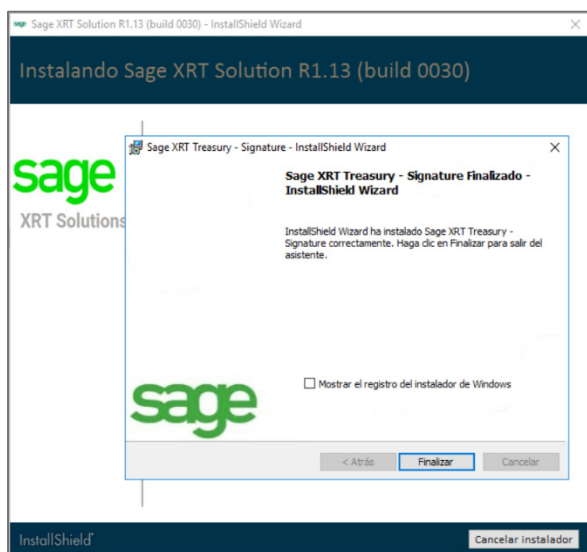 Sage XRT Solution R1.13 (build 0030) - InstallShield Wizard
Instalando Sage XRT Solution R1.13 (build 0030)
sage
XRT Solutions
Sage XRT Treasury - Signature - InstallShield Wizard
Sage XRT Treasury - Signature Finalizado -
InstallShield Wizard
InstallShield Wizard ha instalado Sage XRT Treasury -
Signature correctamente. Haga clic en Finalizar para salir del
asistente.
Mostrar el registro del instalador de Windows
sage
< Atrás
Finalizar
Cancelar
InstallShield
Cancelar instalador